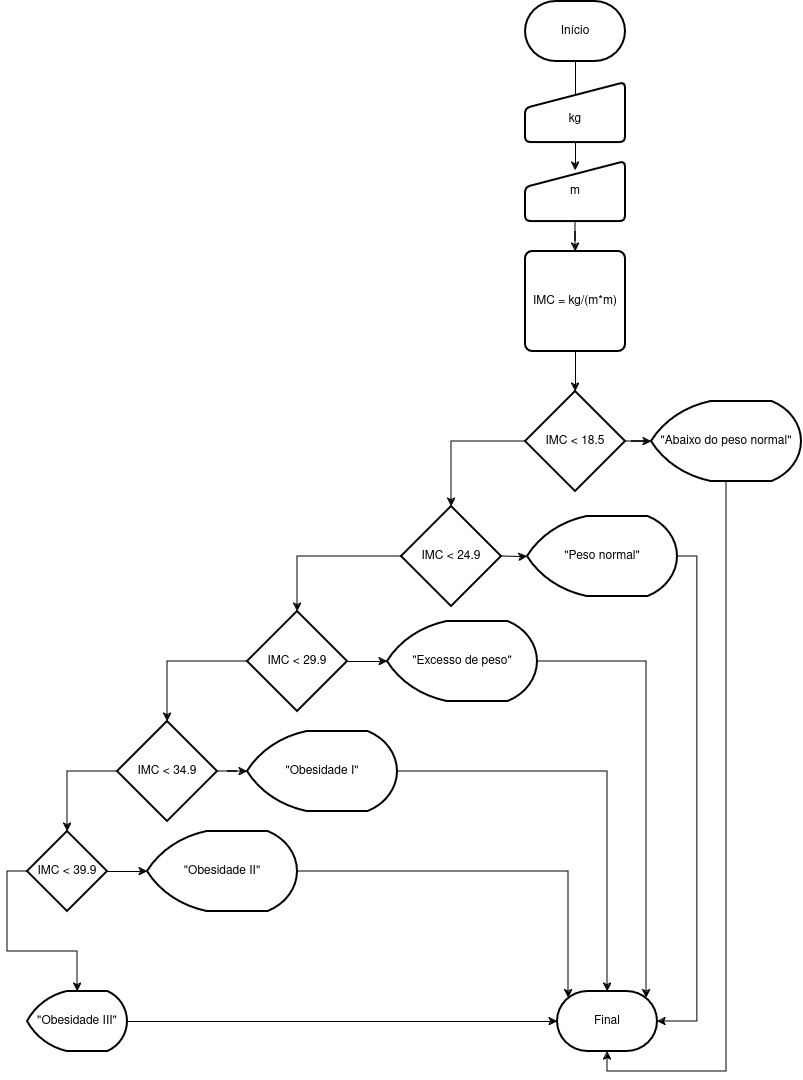 Início
kg
m
IMC = kg/(m*m)
IMC < 18.5
"Abaixo do peso normal"
IMC < 24.9
"Peso normal"
IMC < 29.9
"Excesso de peso"
IMC < 34.9
"Obesidade I"
IMC < 39.9
"Obesidade II"
"Obesidade III"
Final